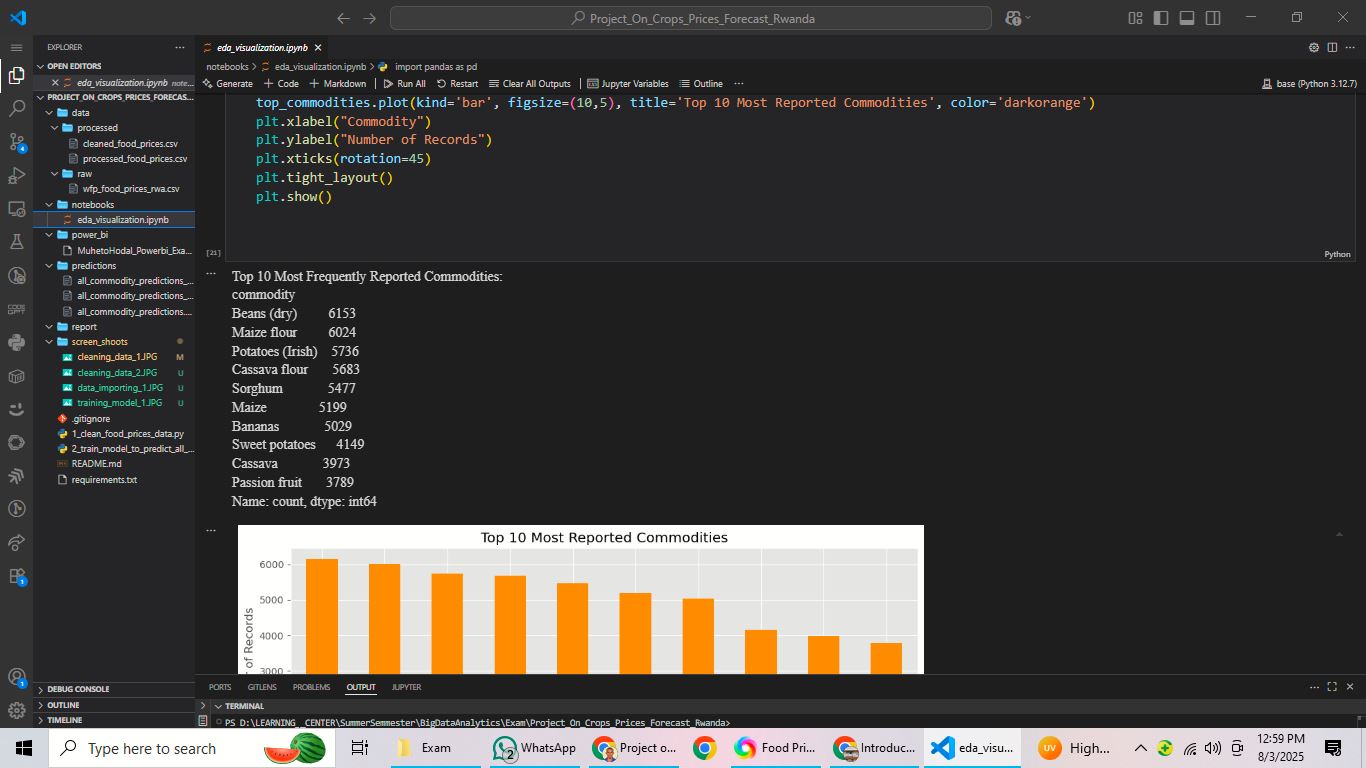 Project_On_Crops_Prices_Forecast_Rwanda
EXPLORER
OPEN EDITORS
eda_visualization.ipynb note...
PROJECT_ON_CROPS_PRICES_FORECAS...
data
processed
cleaned_food_prices.csv
processed_food_prices.csv
raw
wfp_food_prices_rwa.csv
notebooks
eda_visualization.ipynb
power_bi
MuhetoHodal_Powerbi_Exa...
predictions
all_commodity_predictions_...
all_commodity_predictions_...
all_commodity_predictions....
report
screen_shoots
cleaning_data_1.JPG M
cleaning_data_2.JPG U
data_importing_1.JPG U
training_model_1.JPG U
.gitignore
1_clean_food_prices_data.py
2_train_model_to_predict_all_...
README.md
requirements.txt
DEBUG CONSOLE
OUTLINE
TIMELINE
4
1
1
eda_visualization.ipynb
notebooks > eda_visualization.ipynb > import pandas as pd
Generate + Code + Markdown Run All Restart Clear All Outputs Jupyter Variables Outline ... base (Python 3.12.7)
top_commodities.plot(kind='bar', figsize=(10,5), title='Top 10 Most Reported Commodities', color='darkorange')
plt.xlabel("Commodity")
plt.ylabel("Number of Records")
plt.xticks(rotation=45)
plt.tight_layout()
plt.show()
[21]
Python
Top 10 Most Frequently Reported Commodities:
commodity
Beans (dry) 6153
Maize flour 6024
Potatoes (Irish) 5736
Cassava flour 5683
Sorghum 5477
Maize 5199
Bananas 5029
Sweet potatoes 4149
Cassava 3973
Passion fruit 3789
Name: count, dtype: int64
Top 10 Most Reported Commodities
6000
5000
4000
3000
of Records
PORTS GITLENS PROBLEMS OUTPUT JUPYTER
TERMINAL
PS D:\LEARNING__CENTER\SummerSemmester\BigDataAnalytics\Exam\Project_On_Crops_Prices_Forecast_Rwanda>
Type here to search
Exam
2
WhatsApp
Project o...
Food Pri...
Introduc...
eda_visu...
UV
High...
12:59 PM
8/3/2025